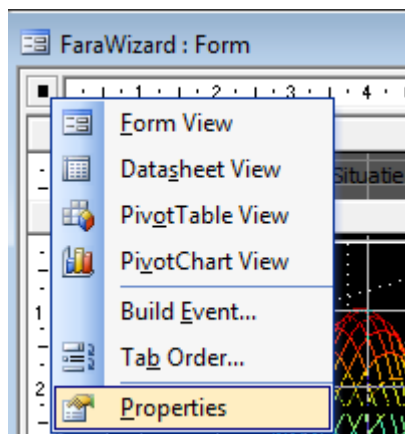 FaraWizard : Form
1 2 3 4
Form View
Datasheet View
Situatie
PivotTable View
PivotChart View
1
Build Event...
Tab Order...
2
Properties